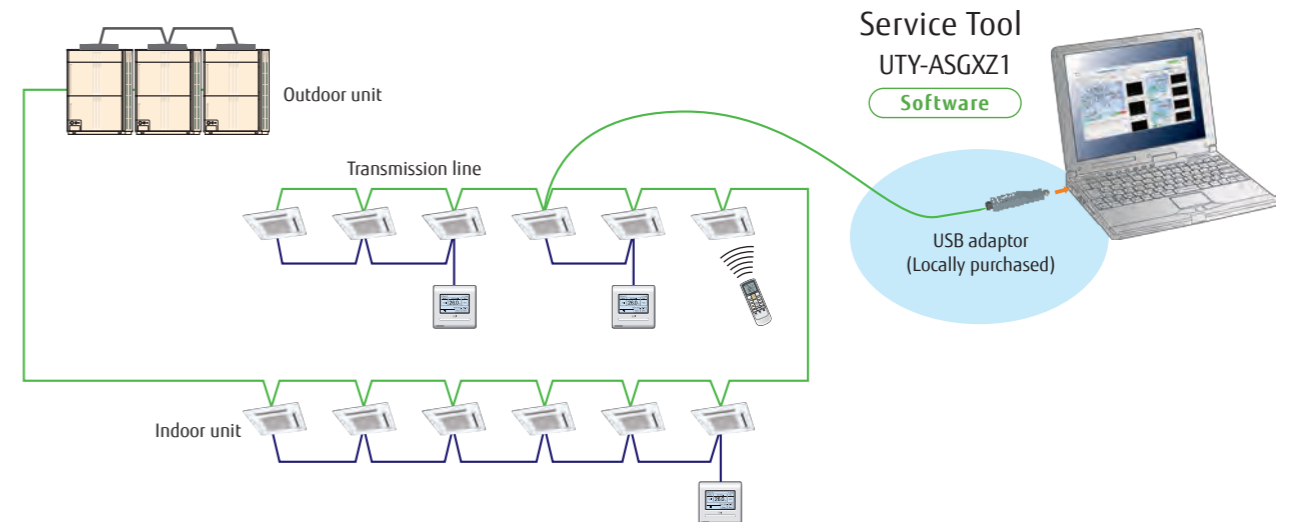 Service Tool
UTY-ASGXZ1
Software
Outdoor unit
Transmission line
USB adaptor
(Locally purchased)
Indoor unit